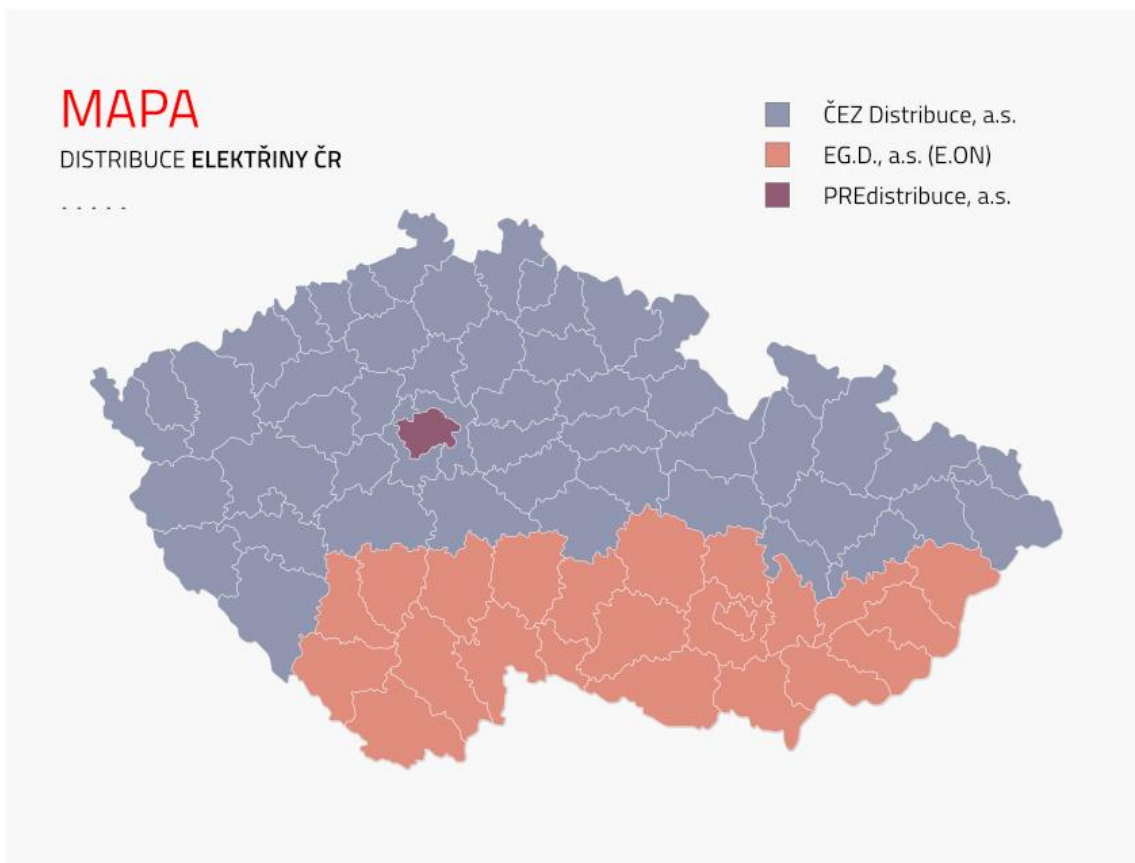 MAPA
DISTRIBUCE ELEKTŘINY ČR
. . . . .
ČEZ Distribuce, a.s.
EG.D., a.s. (E.ON)
PREdistribuce, a.s.